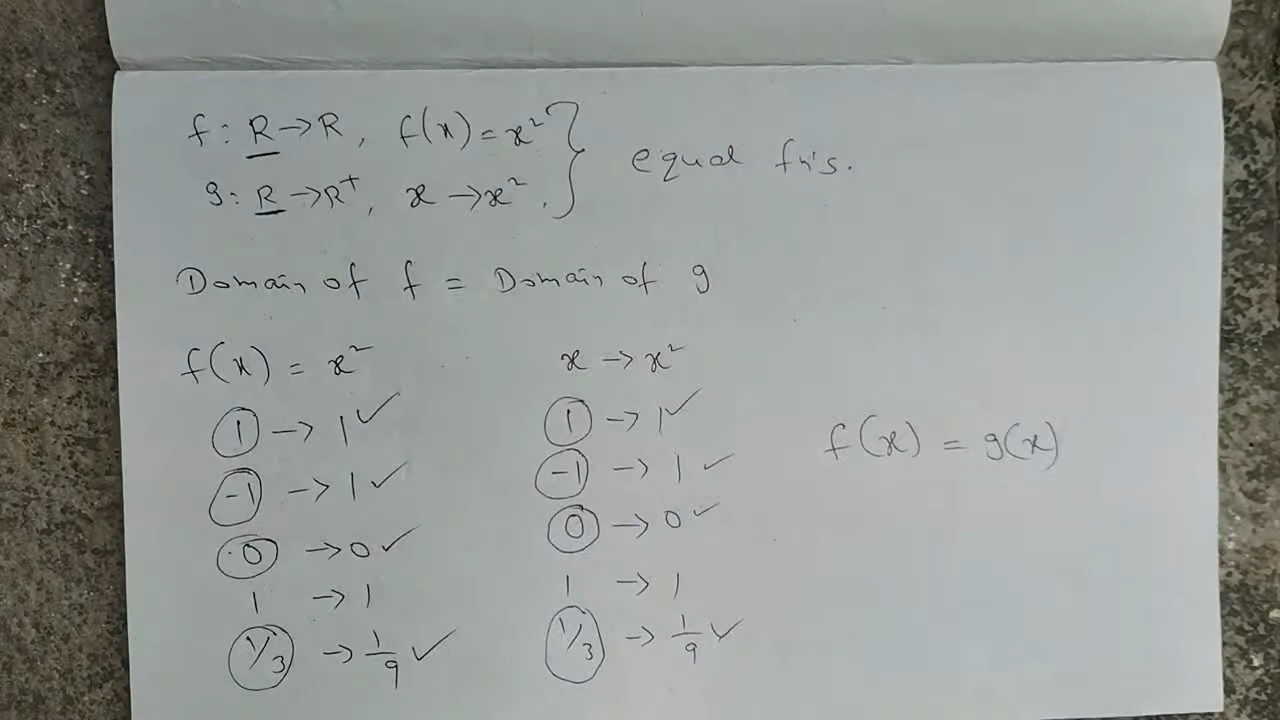 f : R → R, f(x) = x² } equal fn's.
g : R → R⁺, x → x². }
Domain of f = Domain of g
f(x) = x² x → x²
1 → 1 ✓ 1 → 1 ✓
-1 → 1 ✓ -1 → 1 ✓
f(x) = g(x)
0 → 0 ✓ 0 → 0 ✓
1 → 1 1 → 1
1/3 → 1/9 ✓ 1/3 → 1/9 ✓